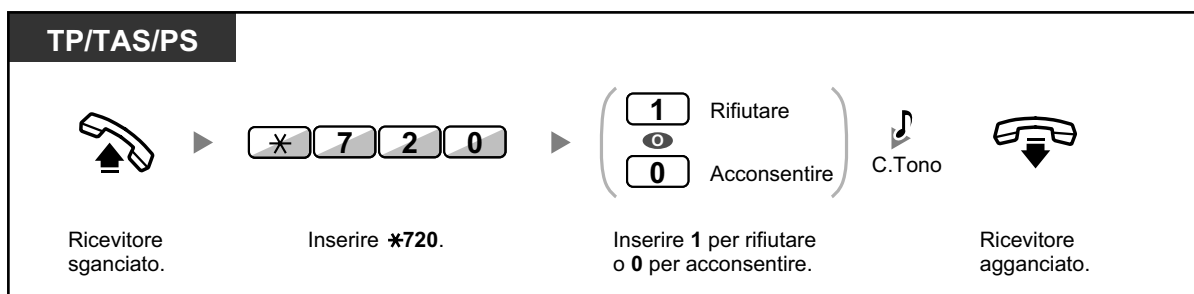 TP/TAS/PS
* 7 2 0
1 Rifiutare
o
0 Acconsentire
C.Tono
Ricevitore
sganciato.
Inserire *720.
Inserire 1 per rifiutare
o 0 per acconsentire.
Ricevitore
agganciato.